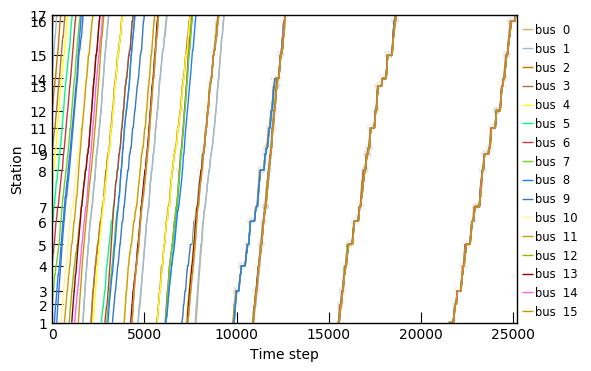 17
16
15
14
13
12
11
10
9
8
7
6
5
4
3
2
1
Station
0
5000
10000
15000
20000
25000
Time step
bus 0
bus 1
bus 2
bus 3
bus 4
bus 5
bus 6
bus 7
bus 8
bus 9
bus 10
bus 11
bus 12
bus 13
bus 14
bus 15